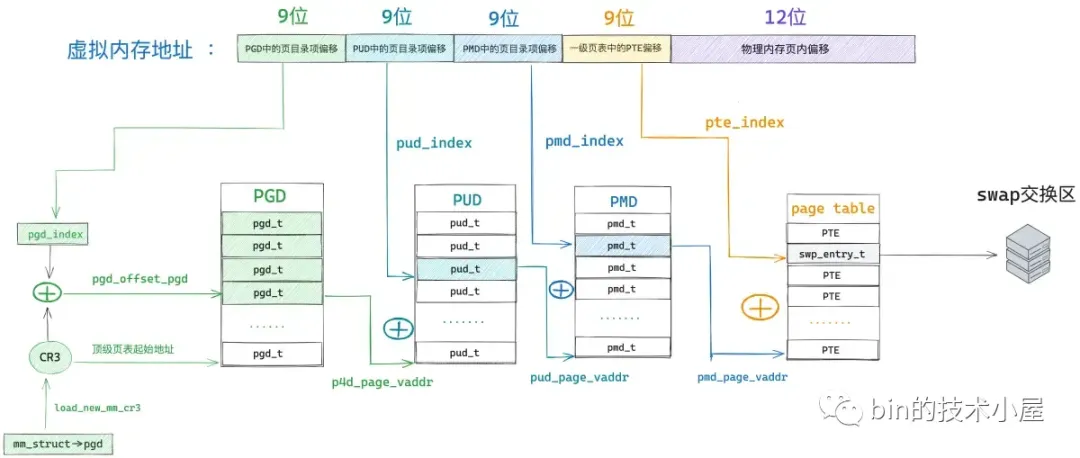 9位
9位
9位
9位
12位
虚拟内存地址 :
PGD中的页目录项偏移
PUD中的页目录项偏移
PMD中的页目录项偏移
一级页表中的PTE偏移
物理内存页内偏移
pud_index
pmd_index
pte_index
PGD
pgd_t
pgd_t
pgd_t
pgd_t
......
pgd_t
PUD
pud_t
pud_t
pud_t
pud_t
.......
pud_t
PMD
pmd_t
pmd_t
pmd_t
pmd_t
.......
pmd_t
page table
PTE
swp_entry_t
PTE
PTE
.......
PTE
swap交换区
pgd_index
pgd_offset_pgd
CR3
顶级页表起始地址
load_new_mm_cr3
mm_struct→pgd
p4d_page_vaddr
pud_page_vaddr
pmd_page_vaddr
bin的技术小屋